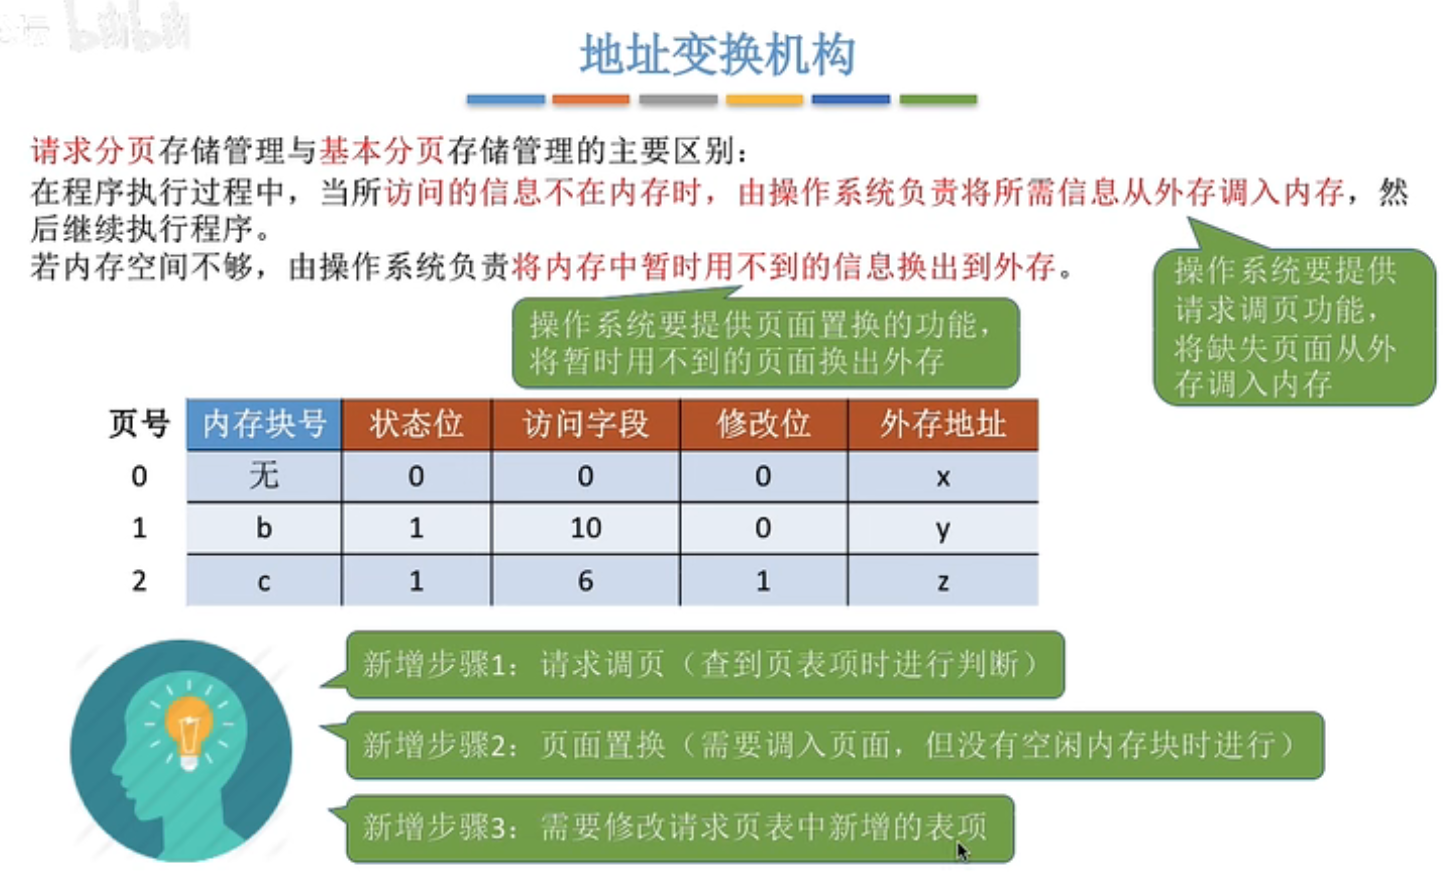 bilibili
地址变换机构
请求分页存储管理与基本分页存储管理的主要区别：
在程序执行过程中，当所访问的信息不在内存时，由操作系统负责将所需信息从外存调入内存，然
后继续执行程序。
若内存空间不够，由操作系统负责将内存中暂时用不到的信息换出到外存。
操作系统要提供
请求调页功能，
将缺失页面从外
存调入内存
操作系统要提供页面置换的功能，
将暂时用不到的页面换出外存
页号 内存块号 状态位 访问字段 修改位 外存地址
0 无 0 0 0 x
1 b 1 10 0 y
2 c 1 6 1 z
新增步骤1：请求调页（查到页表项时进行判断）
新增步骤2：页面置换（需要调入页面，但没有空闲内存块时进行）
新增步骤3：需要修改请求页表中新增的表项